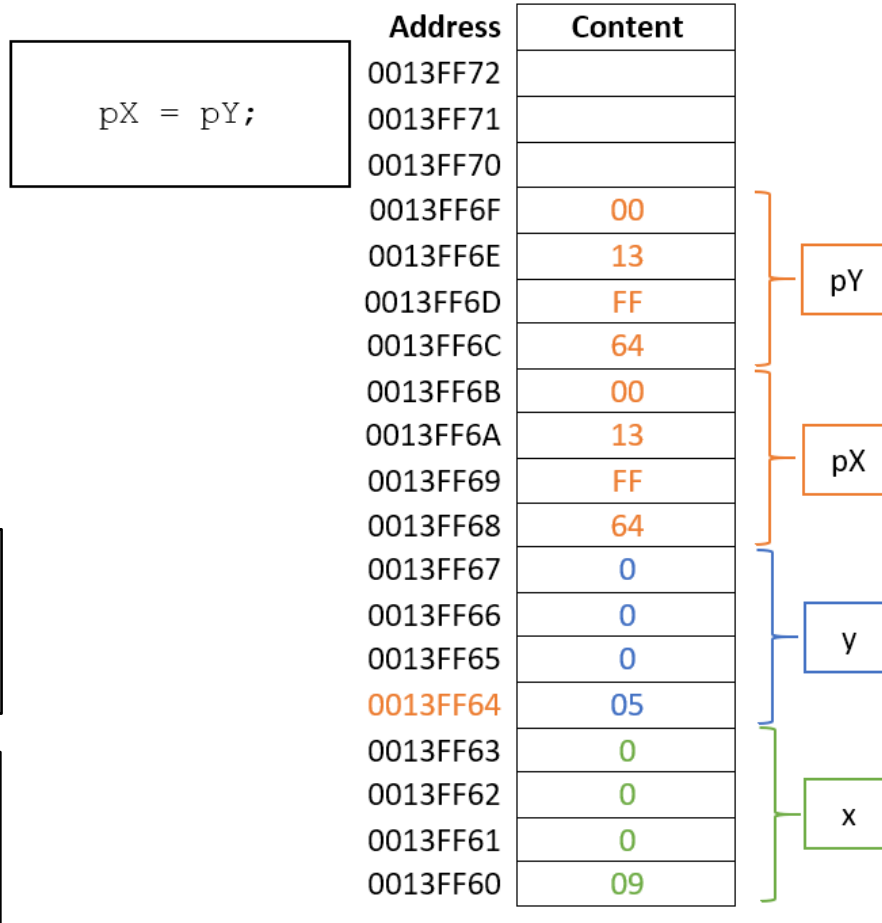 pX = pY;
Address Content
0013FF72
0013FF71
0013FF70
0013FF6F 00
0013FF6E 13
0013FF6D FF
0013FF6C 64
pY
0013FF6B 00
0013FF6A 13
0013FF69 FF
0013FF68 64
pX
0013FF67 0
0013FF66 0
0013FF65 0
0013FF64 05
y
0013FF63 0
0013FF62 0
0013FF61 0
0013FF60 09
x